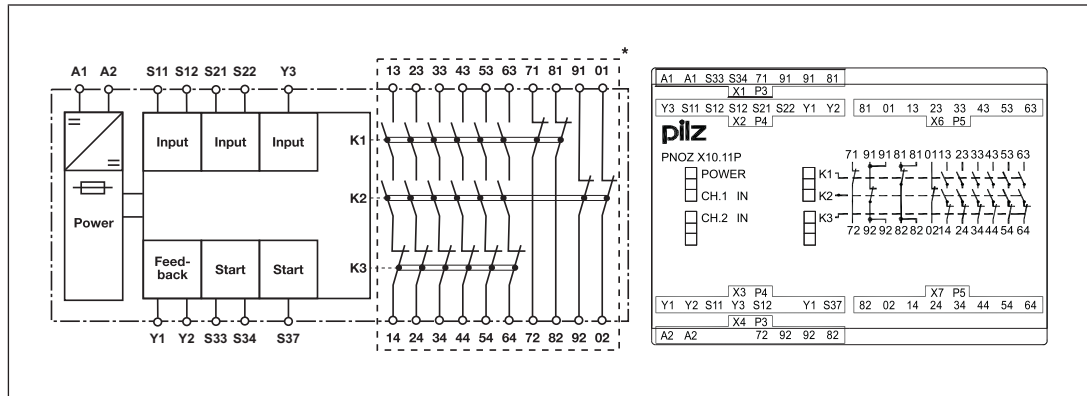 *
A1 A2 S11 S12 S21 S22 Y3 13 23 33 43 53 63 71 81 91 01
Input Input Input
Power
Feed-
back
Start Start
K1
K2
K3
Y1 Y2 S33 S34 S37 14 24 34 44 54 64 72 82 92 02
A1 A1 S33 S34 71 91 91 81
X1 P3
Y3 S11 S12 S12 S21 S22 Y1 Y2 81 01 13 23 33 43 53 63
X2 P4 X6 P5
pilz
PNOZ X10.11P
POWER
CH.1 IN
CH.2 IN
71 91 91 81 81 01 13 23 33 43 53 63
K1
K2
K3
72 92 92 82 82 02 14 24 34 44 54 64
X3 P4 X7 P5
Y1 Y2 S11 Y3 S12 Y1 S37 82 02 14 24 34 44 54 64
X4 P3
A2 A2 72 92 92 82